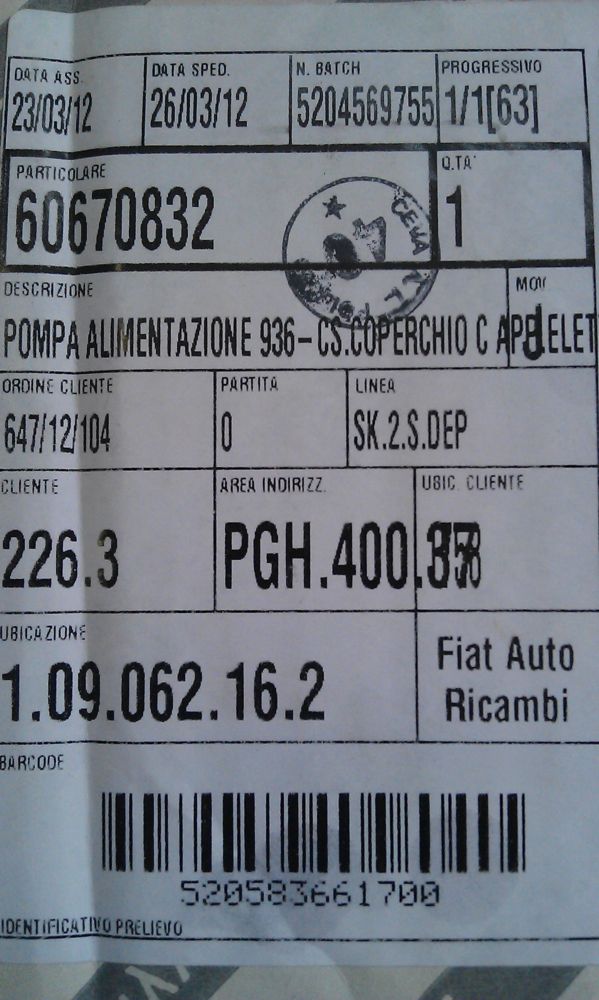 DATA ASS. DATA SPED. N. BATCH PROGRESSIVO
23/03/12 26/03/12 5204569755 1/1[63]
PARTICOLARE Q.TA'
60670832 1
CEVA
DESCRIZIONE MOV
POMPA ALIMENTAZIONE 936-CS.COPERCHIO C
ORDINE CLIENTE PARTITA LINEA
647/12/104 0 SK.2.S.DEP
CLIENTE AREA INDIRIZZ. UBIC. CLIENTE
226.3
UBICAZIONE Fiat Auto
1.09.062.16.2 Ricambi
BARCODE
520583661700
IDENTIFICATIVO PRELIEVO